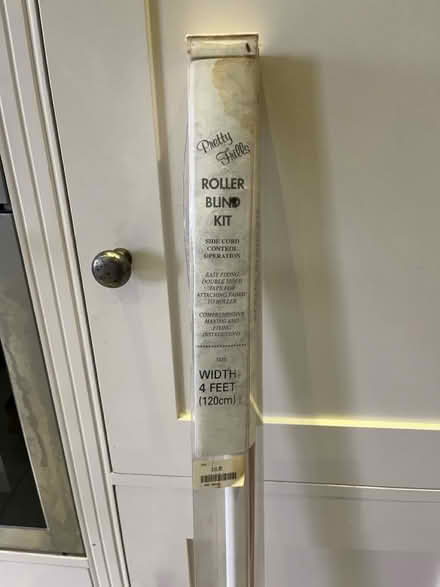 Pretty
Frills
ROLLER
BLIND
KIT
SIDE CORD
CONTROL
OPERATION
EASY FIXING
DOUBLE SIDED
TAPE FOR
ATTACHING FABRIC
TO ROLLER
COMPREHENSIVE
MAKING AND
FIXING
INSTRUCTIONS
SIZE
WIDTH:
4 FEET
(120cm)